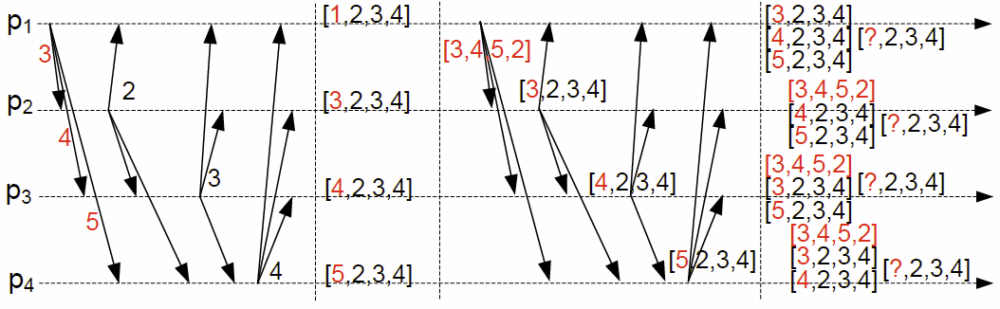 p1 [1,2,3,4] [3,2,3,4]
3 [3,4,5,2] [4,2,3,4] [?,2,3,4]
[5,2,3,4]
2 [3,2,3,4] [3,4,5,2]
p2 [3,2,3,4] [4,2,3,4] [?,2,3,4]
4 [5,2,3,4]
[3,4,5,2]
3 [4,2,3,4] [3,2,3,4] [?,2,3,4]
p3 [4,2,3,4] [5,2,3,4]
5 [3,4,5,2]
4 [5,2,3,4] [3,2,3,4] [?,2,3,4]
p4 [5,2,3,4] [4,2,3,4]